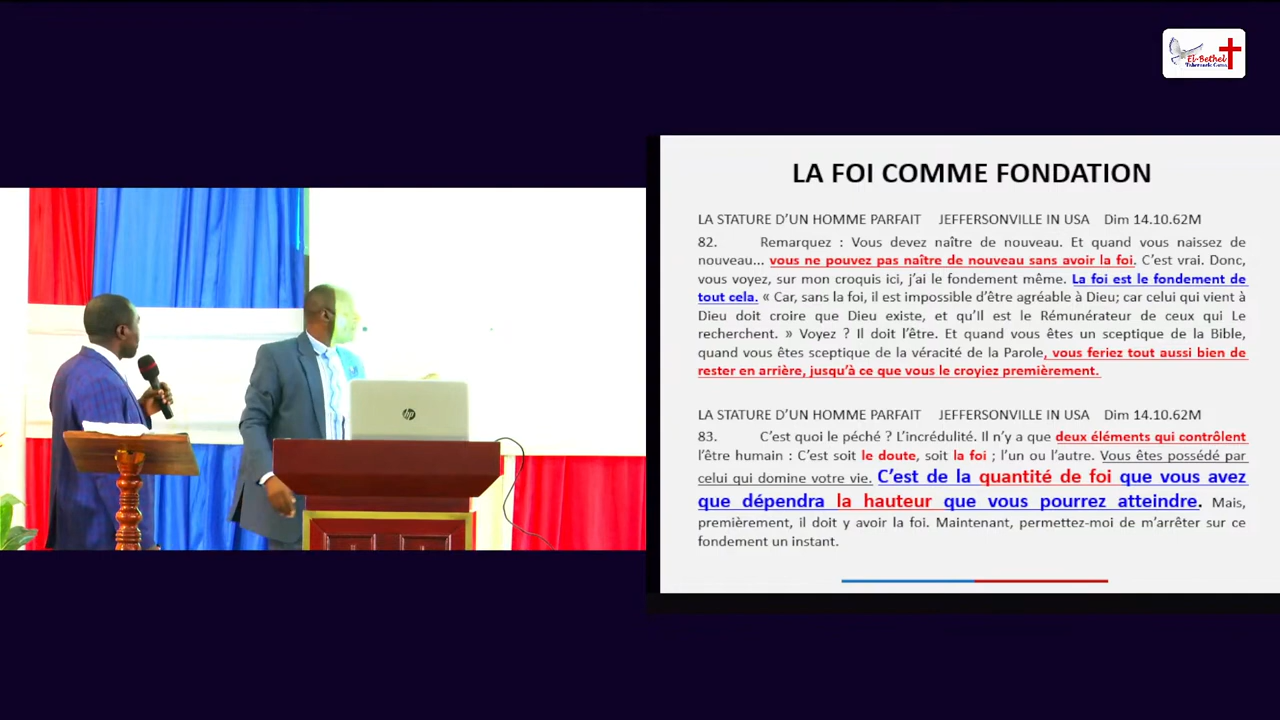 El-Bethel
Tabernacle Goma
LA FOI COMME FONDATION
LA STATURE D'UN HOMME PARFAIT JEFFERSONVILLE IN USA Dim 14.10.62M
82. Remarquez : Vous devez naître de nouveau. Et quand vous naissez de
nouveau... vous ne pouvez pas naître de nouveau sans avoir la foi. C'est vrai. Donc,
vous voyez, sur mon croquis ici, j'ai le fondement même. La foi est le fondement de
tout cela. « Car, sans la foi, il est impossible d'être agréable à Dieu; car celui qui vient à
Dieu doit croire que Dieu existe, et qu'Il est le Rémunérateur de ceux qui Le
recherchent. » Voyez ? Il doit l'être. Et quand vous êtes un sceptique de la Bible,
quand vous êtes sceptique de la véracité de la Parole, vous feriez tout aussi bien de
rester en arrière, jusqu'à ce que vous le croyiez premièrement.
LA STATURE D'UN HOMME PARFAIT JEFFERSONVILLE IN USA Dim 14.10.62M
83. C'est quoi le péché ? L'incrédulité. Il n'y a que deux éléments qui contrôlent
l'être humain : C'est soit le doute, soit la foi ; l'un ou l'autre. Vous êtes possédé par
celui qui domine votre vie. C'est de la quantité de foi que vous avez
que dépendra la hauteur que vous pourrez atteindre. Mais,
premièrement, il doit y avoir la foi. Maintenant, permettez-moi de m'arrêter sur ce
fondement un instant.
hp